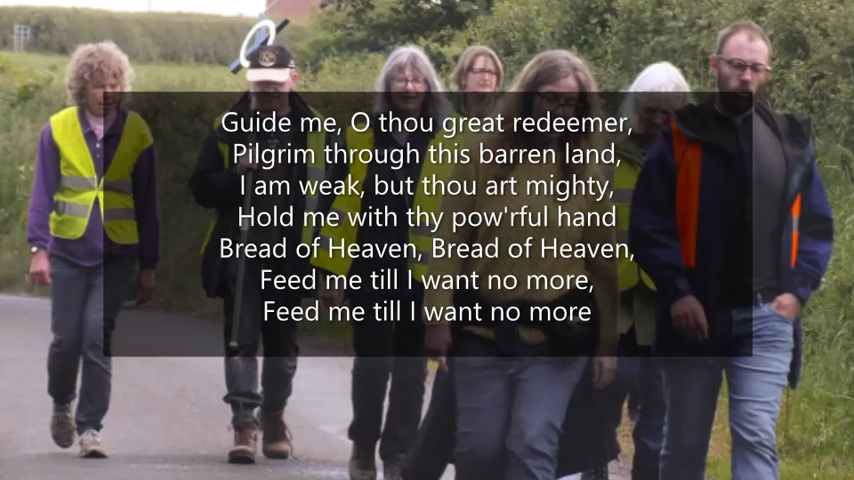 Guide me, O thou great redeemer,
Pilgrim through this barren land,
I am weak, but thou art mighty,
Hold me with thy pow'rful hand
Bread of Heaven, Bread of Heaven,
Feed me till I want no more,
Feed me till I want no more